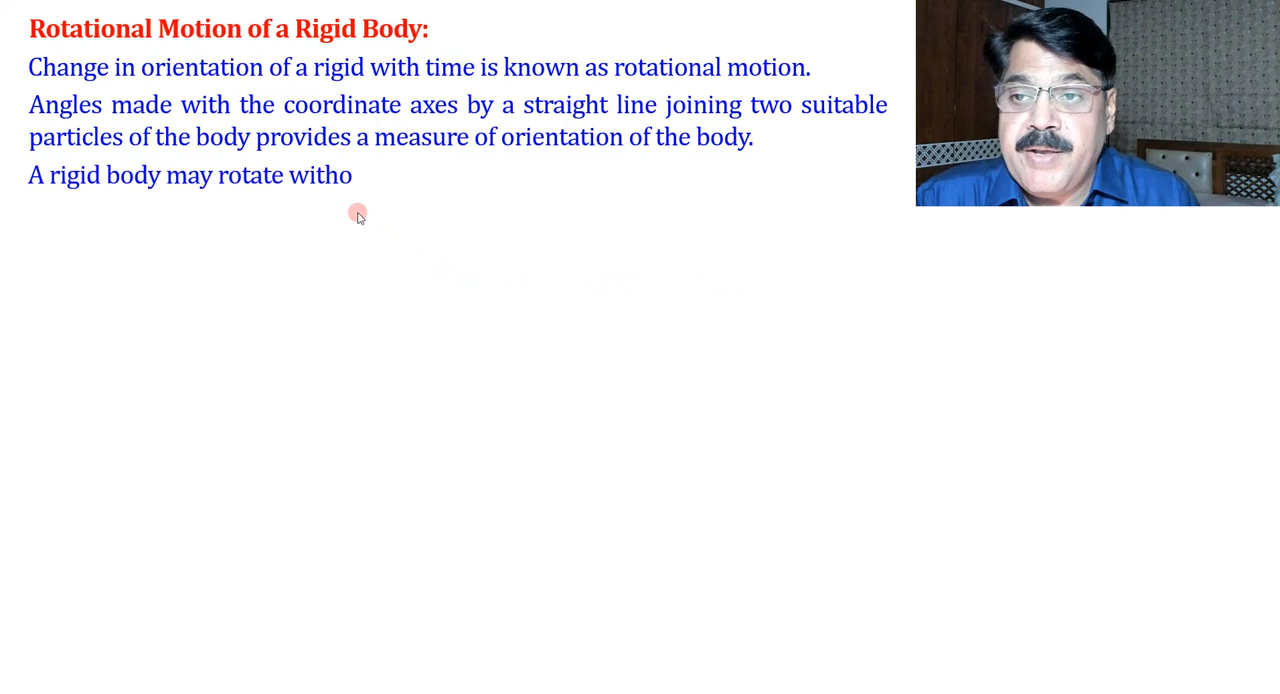 Rotational Motion of a Rigid Body:
Change in orientation of a rigid with time is known as rotational motion.
Angles made with the coordinate axes by a straight line joining two suitable
particles of the body provides a measure of orientation of the body.
A rigid body may rotate witho